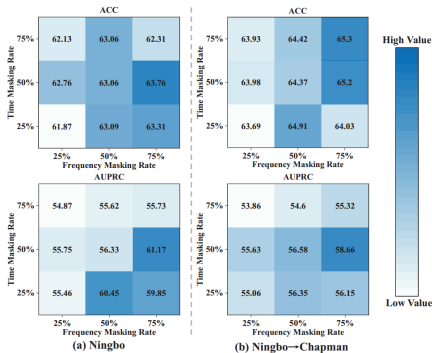 ACC
75%
62.13 63.06 62.31
50%
62.76 63.06 63.76
25%
61.87 63.09 63.31
Time Masking Rate
25% 50% 75%
Frequency Masking Rate
AUPRC
75%
54.87 55.62 55.73
50%
55.75 56.33 61.17
25%
55.46 60.45 59.85
Time Masking Rate
25% 50% 75%
Frequency Masking Rate
(a) Ningbo
ACC
75%
63.93 64.42 65.3
50%
63.98 64.37 65.2
25%
63.69 64.91 64.03
Time Masking Rate
25% 50% 75%
Frequency Masking Rate
AUPRC
75%
53.86 54.6 55.32
50%
55.63 56.58 58.66
25%
55.06 56.35 56.15
Time Masking Rate
25% 50% 75%
Frequency Masking Rate
(b) Ningbo→Chapman
High Value
Low Value